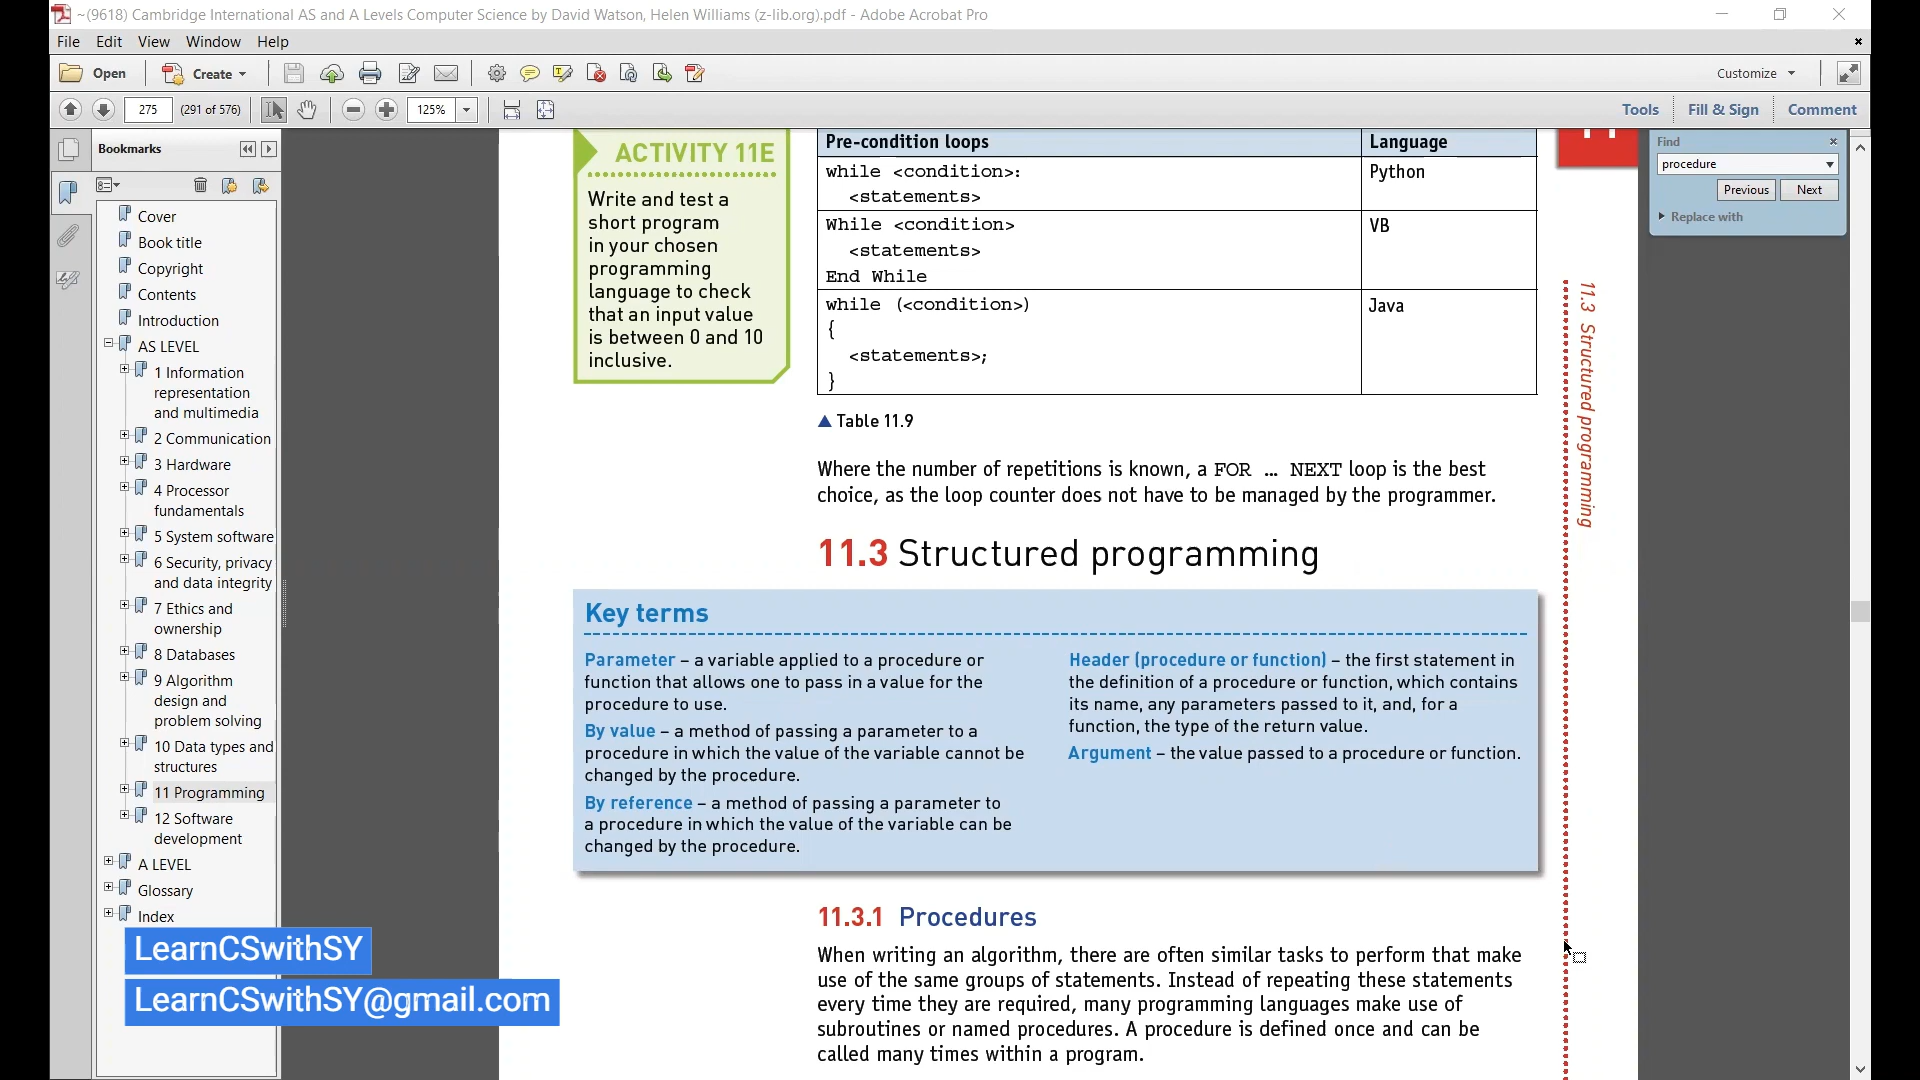 ~(9618) Cambridge International AS and A Levels Computer Science by David Watson, Helen Williams (z-lib.org).pdf - Adobe Acrobat Pro
File Edit View Window Help
Open Create Customize
275 (291 of 576) 125% Tools Fill & Sign Comment
Bookmarks
Cover
Book title
Copyright
Contents
Introduction
AS LEVEL
1 Information
representation
and multimedia
2 Communication
3 Hardware
4 Processor
fundamentals
5 System software
6 Security, privacy
and data integrity
7 Ethics and
ownership
8 Databases
9 Algorithm
design and
problem solving
10 Data types and
structures
11 Programming
12 Software
development
A LEVEL
Glossary
Index
LearnCSwithSY
LearnCSwithSY@gmail.com
ACTIVITY 11E
Write and test a
short program
in your chosen
programming
language to check
that an input value
is between 0 and 10
inclusive.
Pre-condition loops Language
while <condition>: Python
<statements>
While <condition> VB
<statements>
End While
while (<condition>) Java
{
<statements>;
}
▲ Table 11.9
Where the number of repetitions is known, a FOR … NEXT loop is the best
choice, as the loop counter does not have to be managed by the programmer.
11.3 Structured programming
Key terms
Parameter – a variable applied to a procedure or
function that allows one to pass in a value for the
procedure to use.
By value – a method of passing a parameter to a
procedure in which the value of the variable cannot be
changed by the procedure.
By reference – a method of passing a parameter to
a procedure in which the value of the variable can be
changed by the procedure.
Header (procedure or function) – the first statement in
the definition of a procedure or function, which contains
its name, any parameters passed to it, and, for a
function, the type of the return value.
Argument – the value passed to a procedure or function.
11.3.1 Procedures
When writing an algorithm, there are often similar tasks to perform that make
use of the same groups of statements. Instead of repeating these statements
every time they are required, many programming languages make use of
subroutines or named procedures. A procedure is defined once and can be
called many times within a program.
11.3 Structured programming
Find
procedure
Previous Next
Replace with